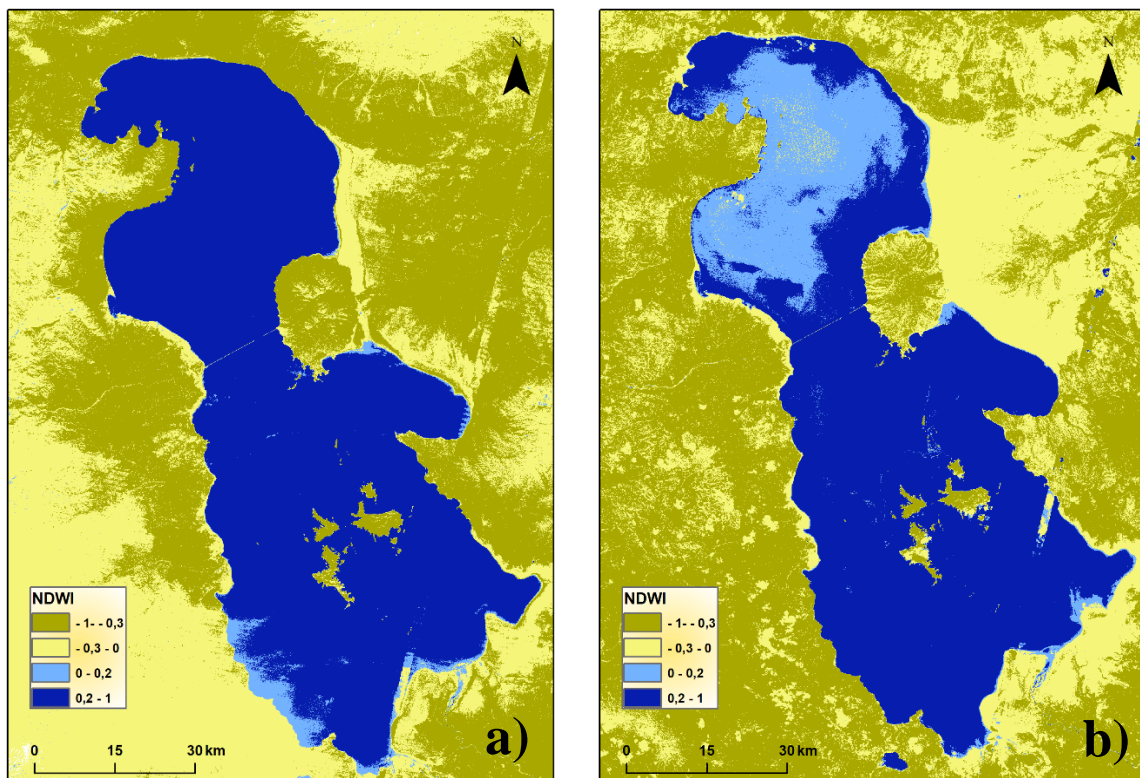 N
NDWI
- 1- - 0,3
- 0,3 - 0
0 - 0,2
0,2 - 1
0 15 30 km
a)
N
NDWI
- 1- - 0,3
- 0,3 - 0
0 - 0,2
0,2 - 1
0 15 30 km
b)